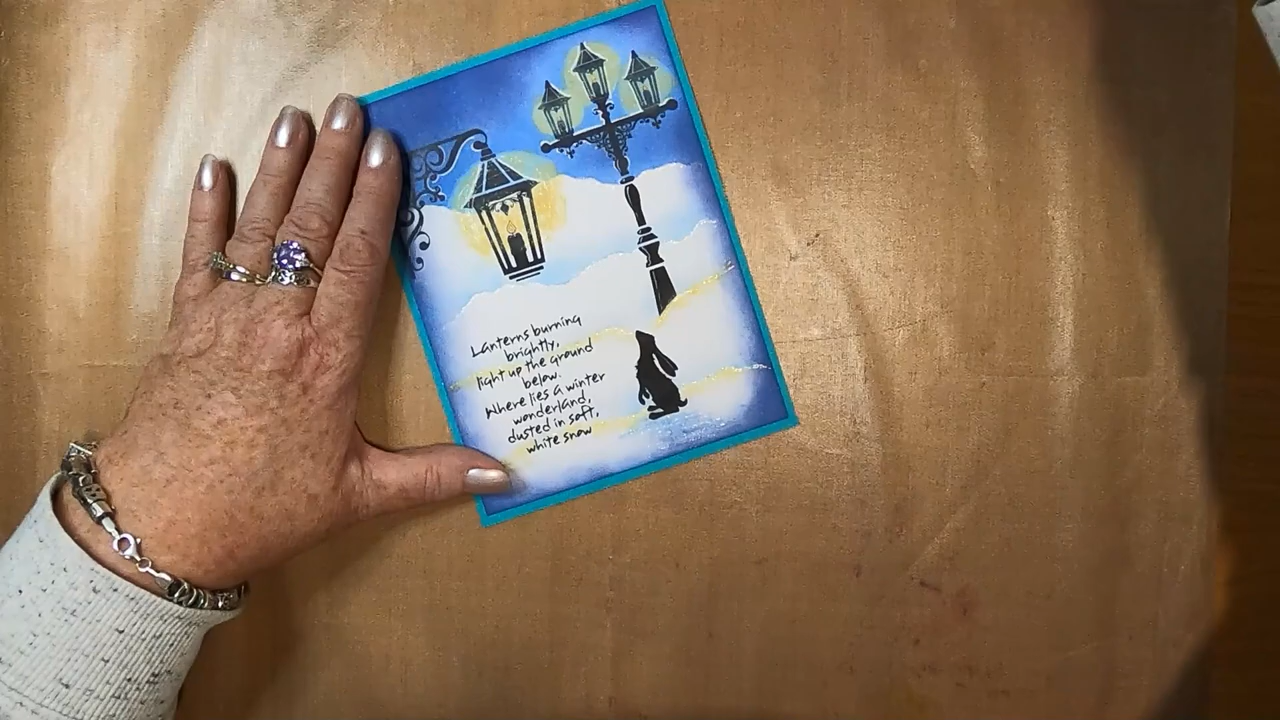 Lanterns burning
brightly,
light up the ground
below.
Where lies a winter
wonderland,
dusted in soft,
white snow